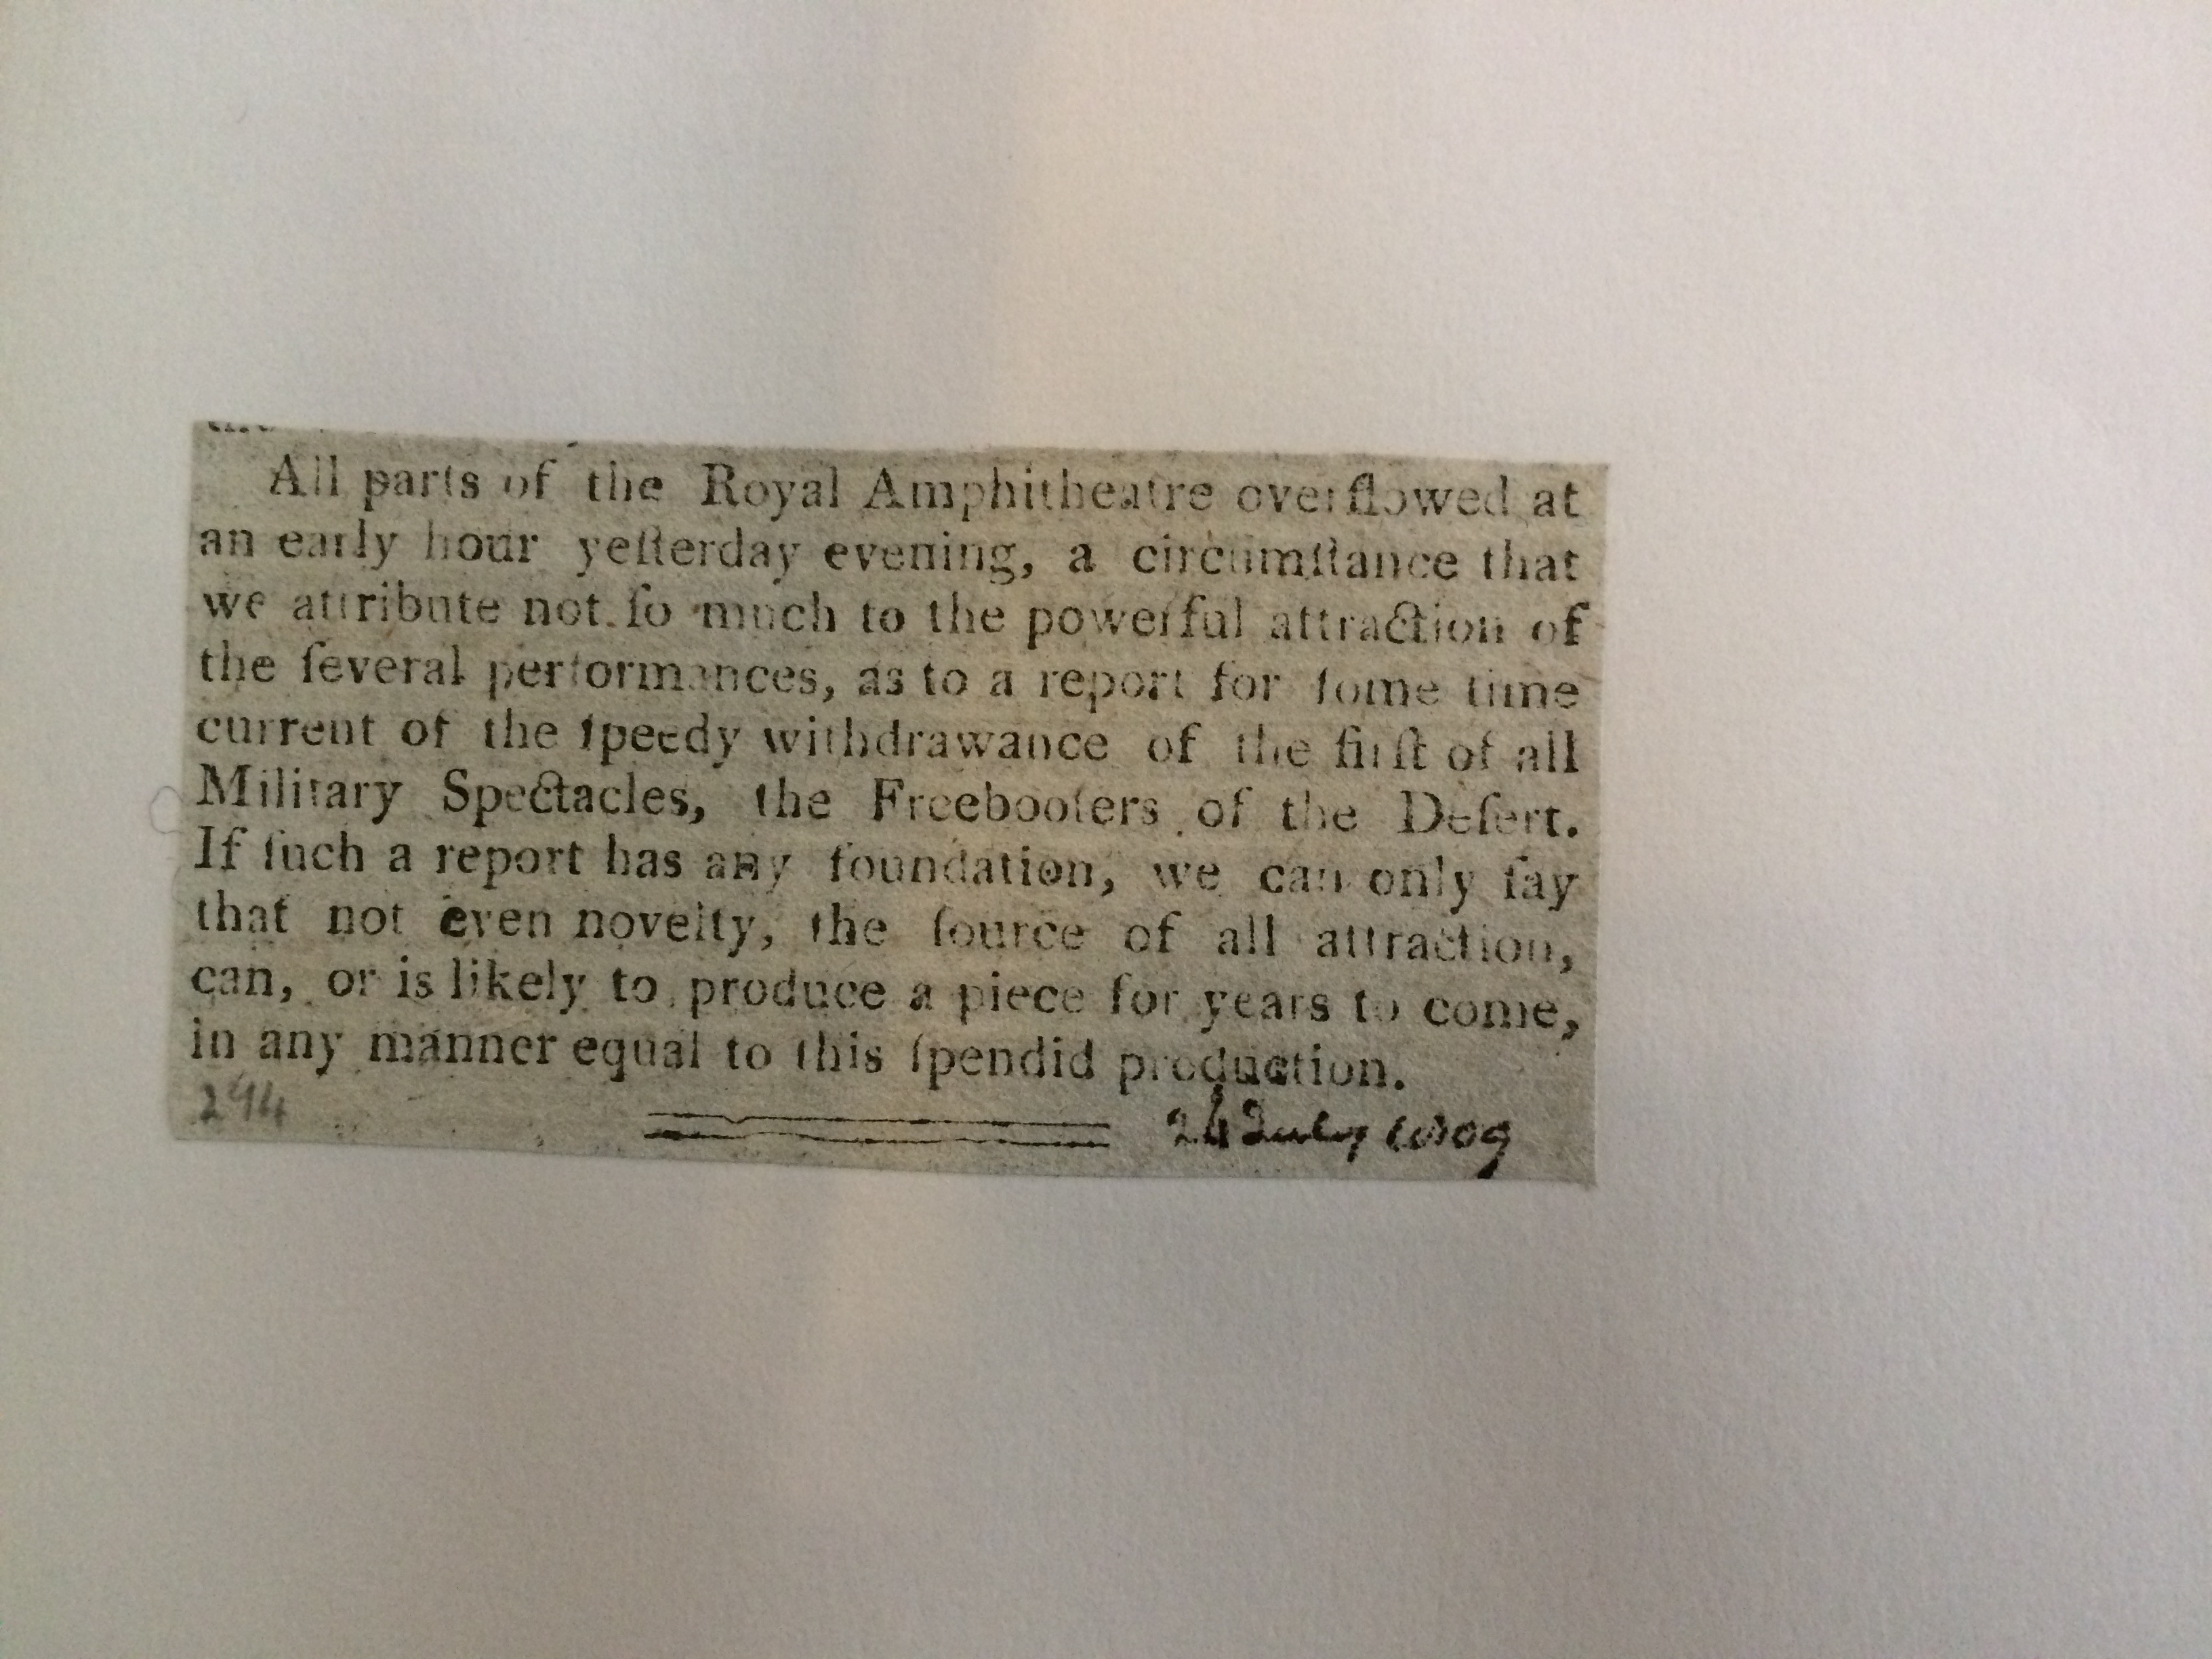 All parts of the Royal Amphitheatre overflowed at
an early hour yeſterday evening, a circumſtance that
we attribute not ſo much to the powerful attraction of
the ſeveral performances, as to a report for ſome time
current of the ſpeedy withdrawance of the firſt of all
Military Spectacles, the Freebooters of the Deſert.
If ſuch a report has any foundation, we can only ſay
that not even novelty, the ſource of all attraction,
can, or is likely to produce a piece for years to come,
in any manner equal to this ſpendid production.
294
24 July